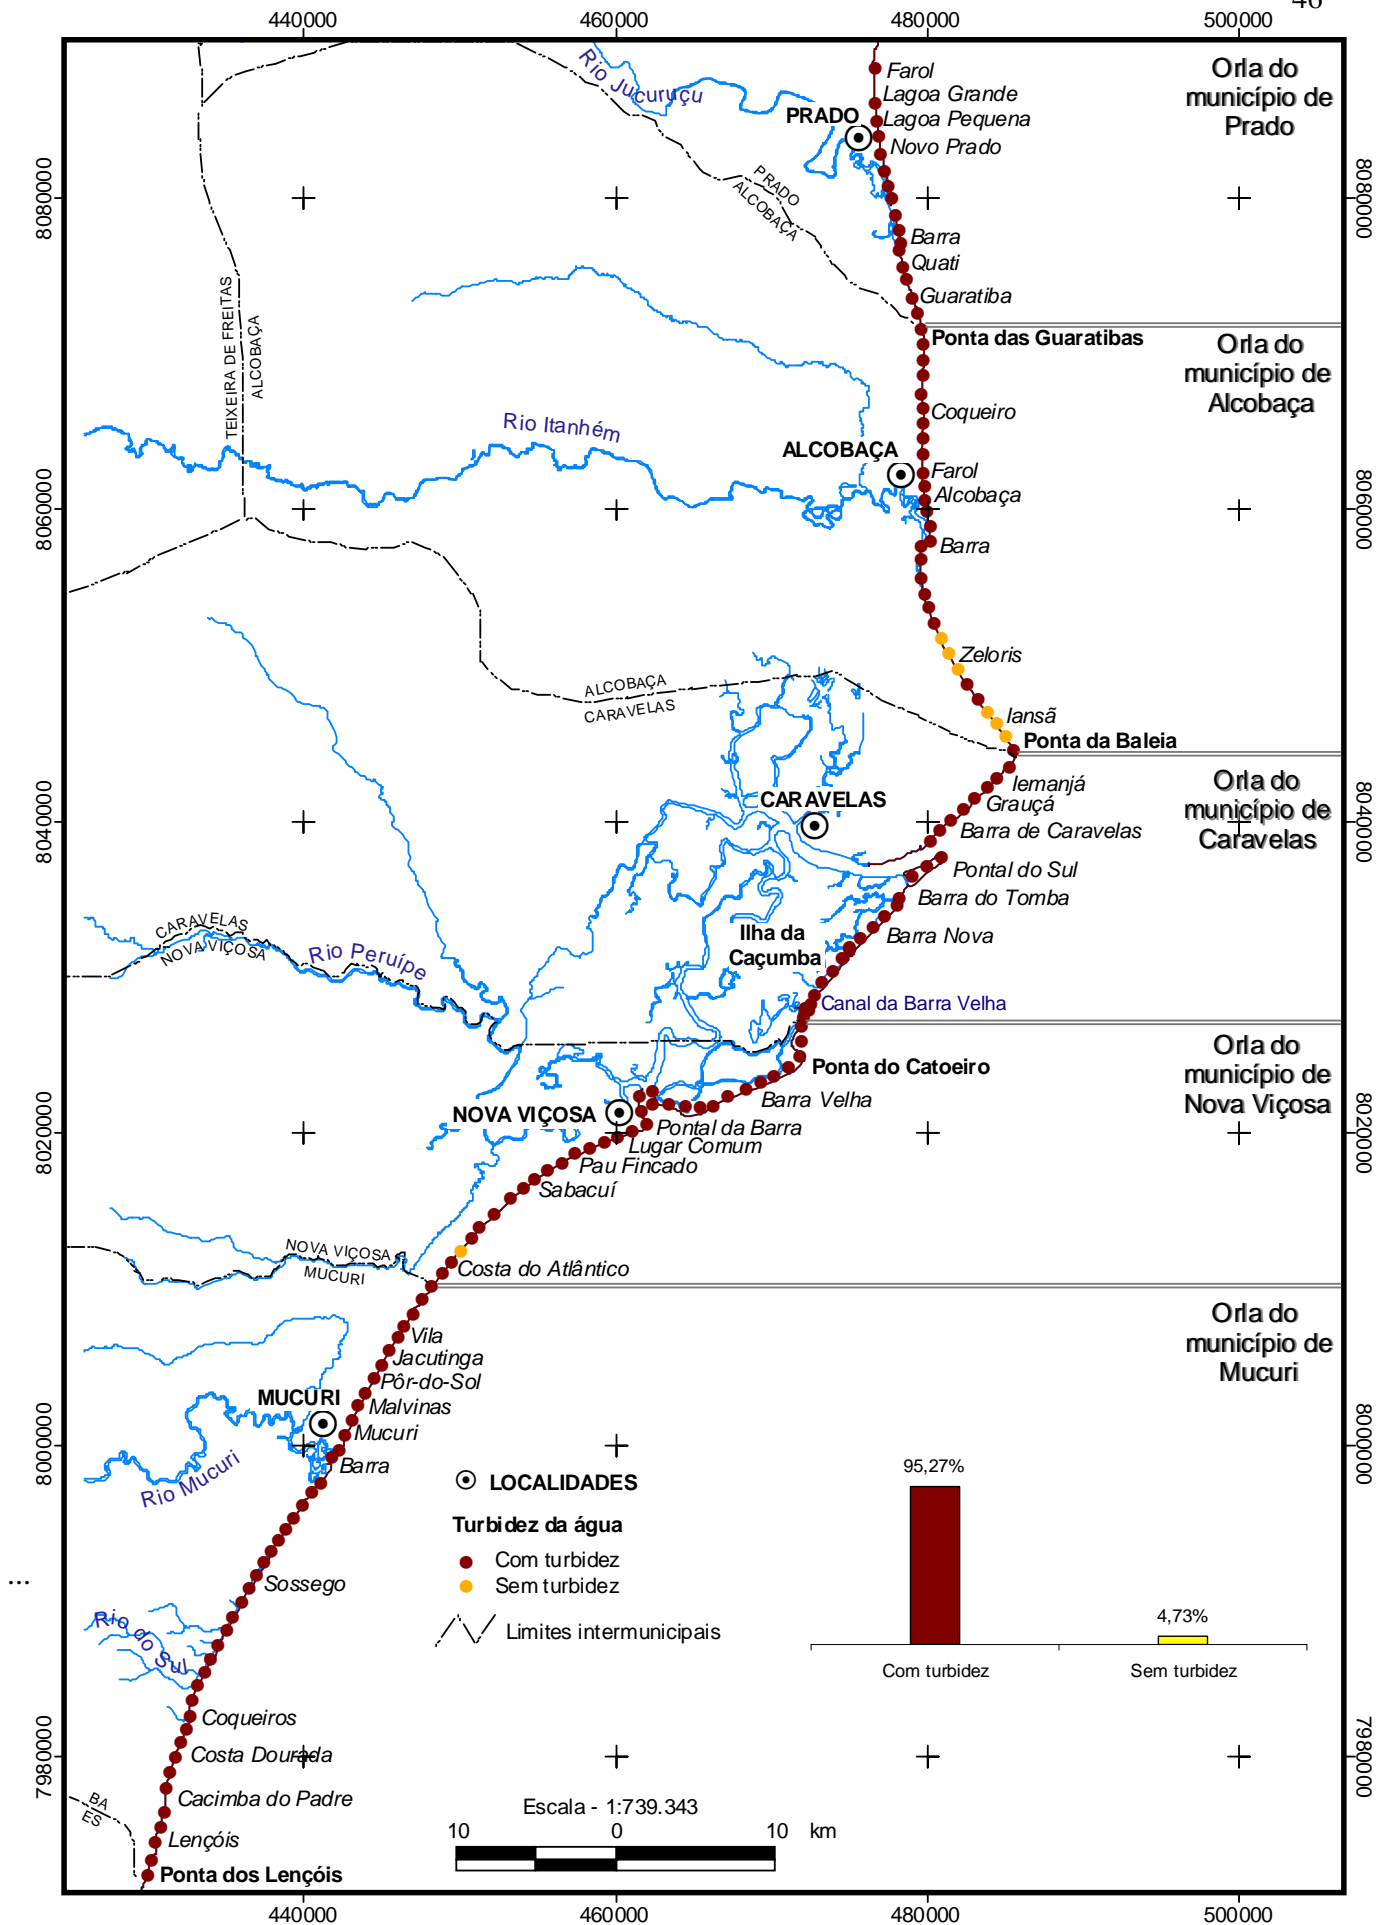 46
440000
460000
480000
500000
Rio Jucuruçu
Farol
Lagoa Grande
PRADO
Lagoa Pequena
Novo Prado
Orla do
município de
Prado
8080000
8080000
PRADO
ALCOBAÇA
Barra
Quati
Guaratiba
TEIXEIRA DE FREITAS
ALCOBAÇA
Ponta das Guaratibas
Orla do
município de
Alcobaça
Coqueiro
Rio Itanhém
ALCOBAÇA
Farol
Alcobaça
8060000
8060000
Barra
Zeloris
ALCOBAÇA
CARAVELAS
Iansã
Ponta da Baleia
Orla do
município de
Caravelas
Iemanjá
Grauçá
CARAVELAS
8040000
8040000
Barra de Caravelas
Pontal do Sul
Barra do Tomba
CARAVELAS
NOVA VIÇOSA
Rio Peruípe
Ilha da
Caçumba
Barra Nova
Canal da Barra Velha
Orla do
município de
Nova Viçosa
Ponta do Catoeiro
Barra Velha
NOVA VIÇOSA
8020000
8020000
Pontal da Barra
Lugar Comum
Pau Fincado
Sabacuí
NOVA VIÇOSA
MUCURI
Costa do Atlântico
Orla do
município de
Mucuri
Vila
Jacutinga
Pôr-do-Sol
MUCURI
Malvinas
Mucuri
8000000
8000000
Barra
Rio Mucuri
LOCALIDADES
Turbidez da água
Com turbidez
Sem turbidez
Limites intermunicipais
95,27%
4,73%
Com turbidez
Sem turbidez
...
Sossego
Rio do Sul
Coqueiros
Costa Dourada
7980000
7980000
Cacimba do Padre
BA
ES
Lençóis
Ponta dos Lençóis
Escala - 1:739.343
10
0
10
km
440000
460000
480000
500000